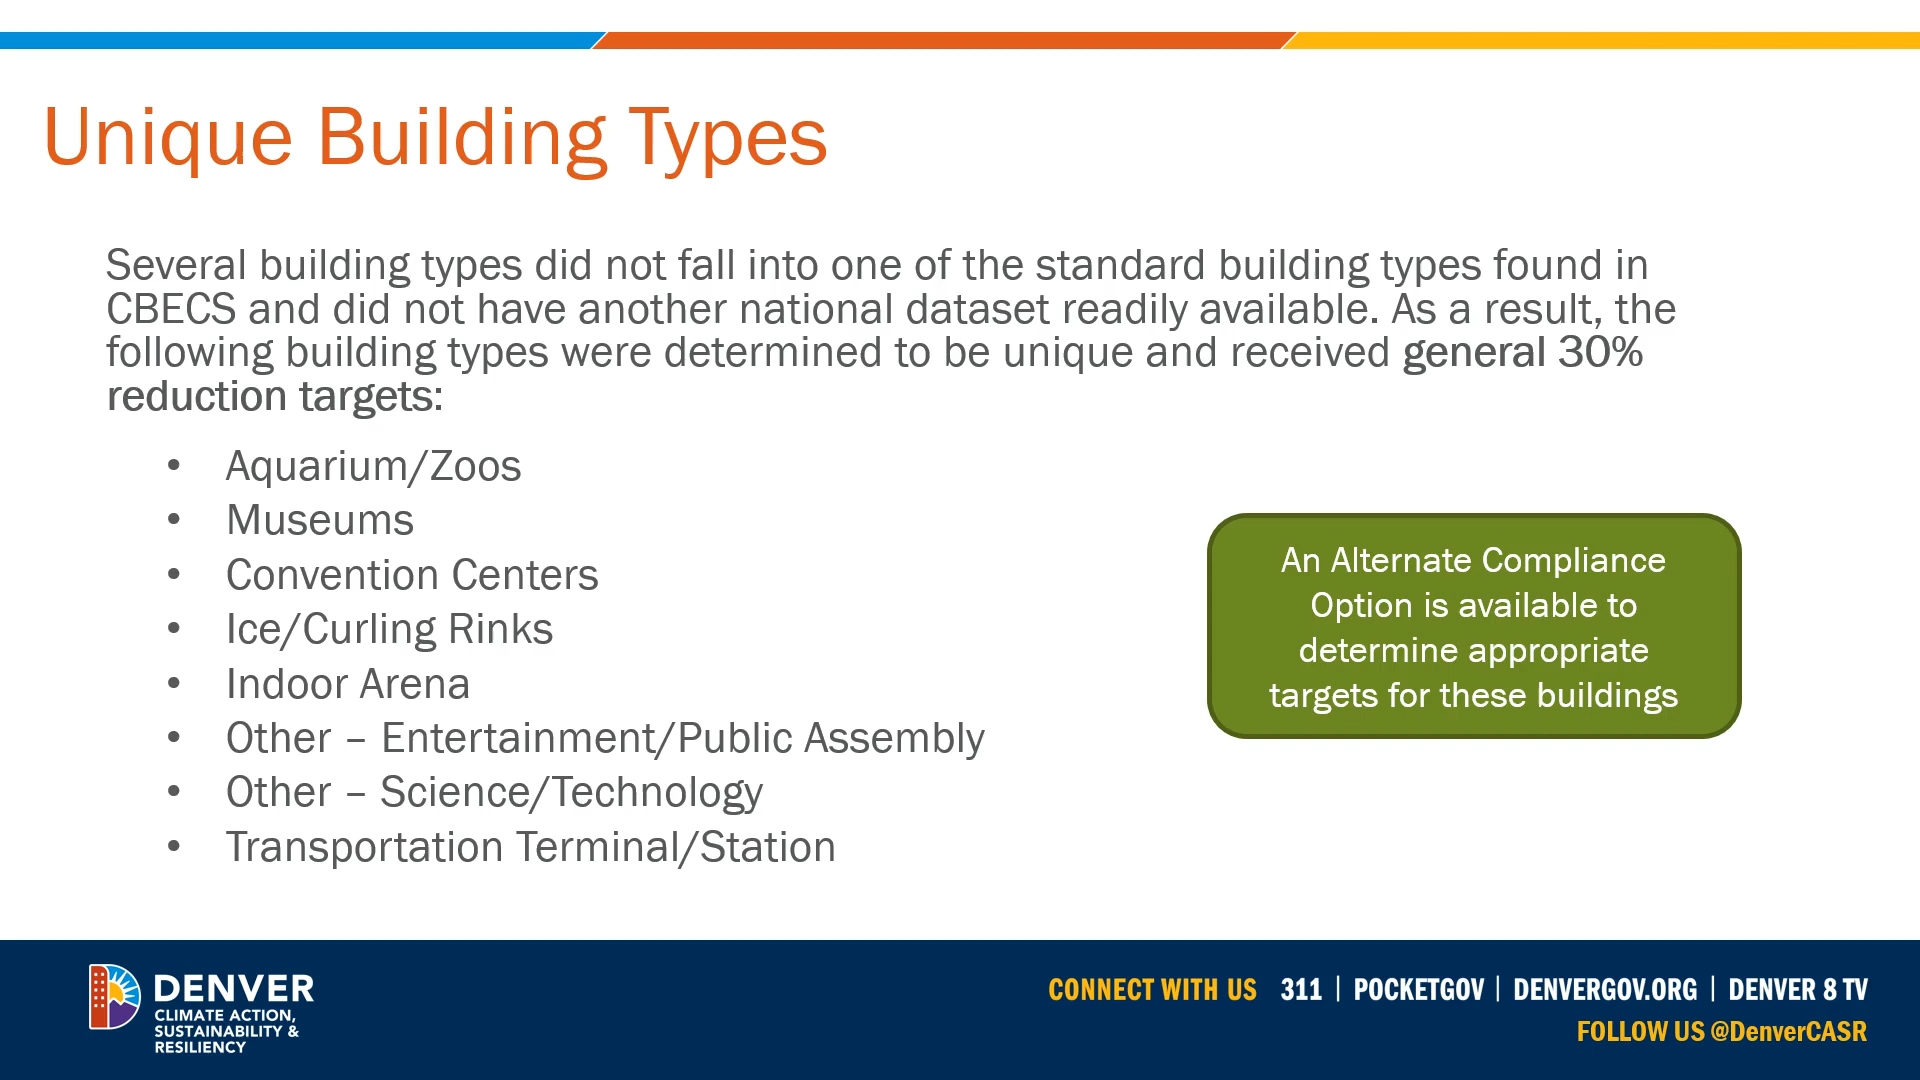 Unique Building Types
Several building types did not fall into one of the standard building types found in
CBECS and did not have another national dataset readily available. As a result, the
following building types were determined to be unique and received general 30%
reduction targets:
• Aquarium/Zoos
• Museums
• Convention Centers
• Ice/Curling Rinks
• Indoor Arena
• Other – Entertainment/Public Assembly
• Other – Science/Technology
• Transportation Terminal/Station
An Alternate Compliance
Option is available to
determine appropriate
targets for these buildings
DENVER
CLIMATE ACTION,
SUSTAINABILITY &
RESILIENCY
CONNECT WITH US 311 | POCKETGOV | DENVERGOV.ORG | DENVER 8 TV
FOLLOW US @DenverCASR